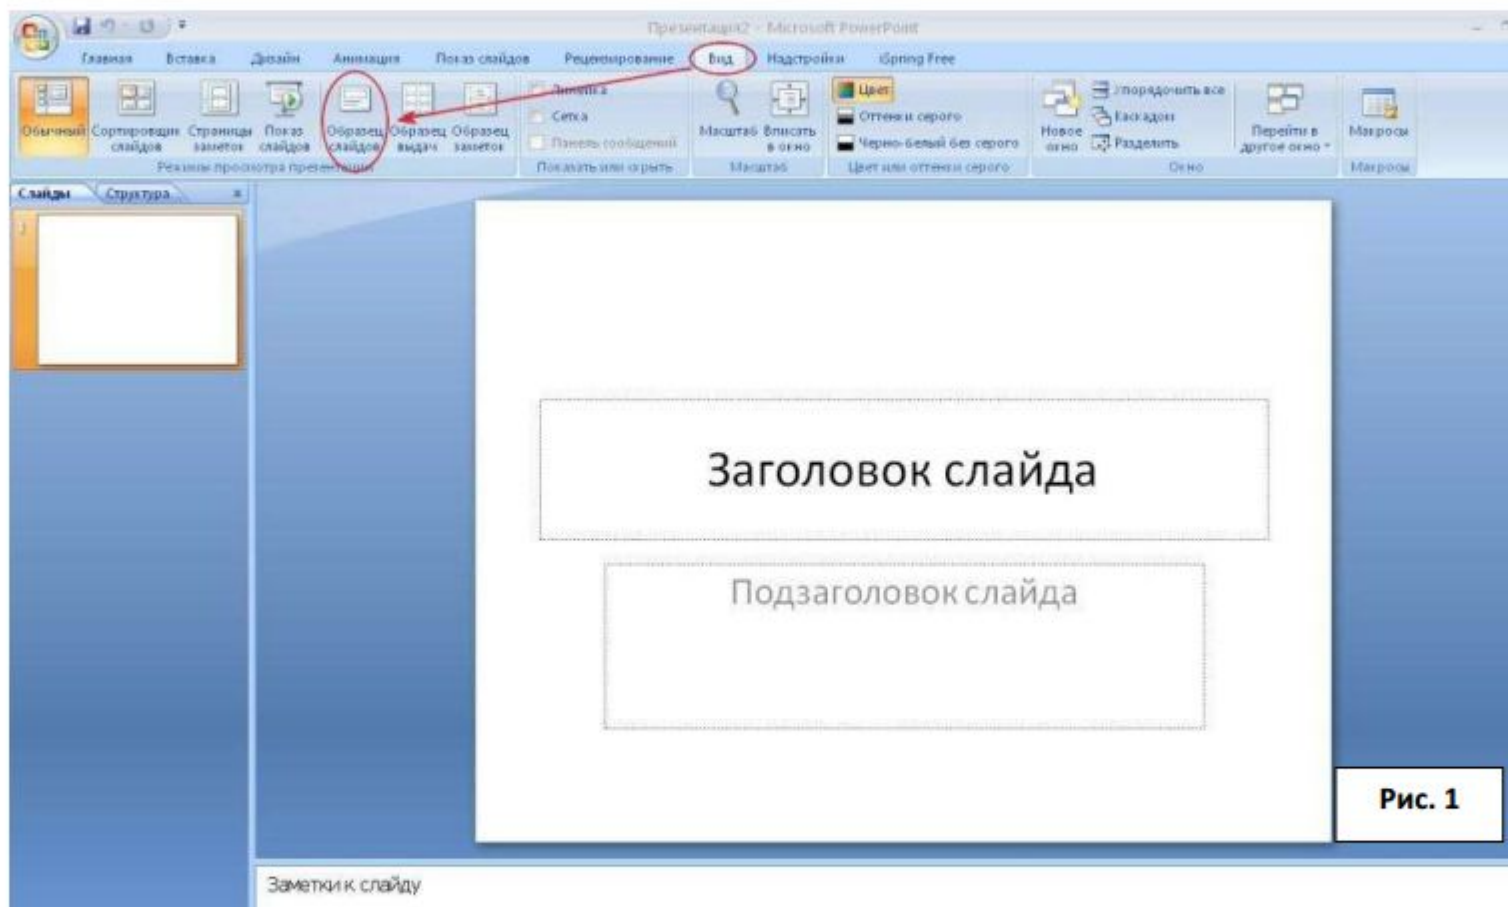 Презентация2 - Microsoft PowerPoint
Главная Вставка Дизайн Анимация Показ слайдов Рецензирование Вид Надстройки iSpring Free
Обычный
Сортировщик слайдов
Страницы заметок
Показ слайдов
Образец слайдов
Образец выдач
Образец заметок
Режимы просмотра презентации
Линейка
Сетка
Панель сообщений
Показать или скрыть
Масштаб
Вписать в окно
Масштаб
Цвет
Оттенки серого
Черно-белый без серого
Цвет или оттенки серого
Новое окно
Упорядочить все
Каскадом
Разделить
Перейти в другое окно
Окно
Макросы
Макросы
Слайды Структура
1
Заголовок слайда
Подзаголовок слайда
Рис. 1
Заметки к слайду